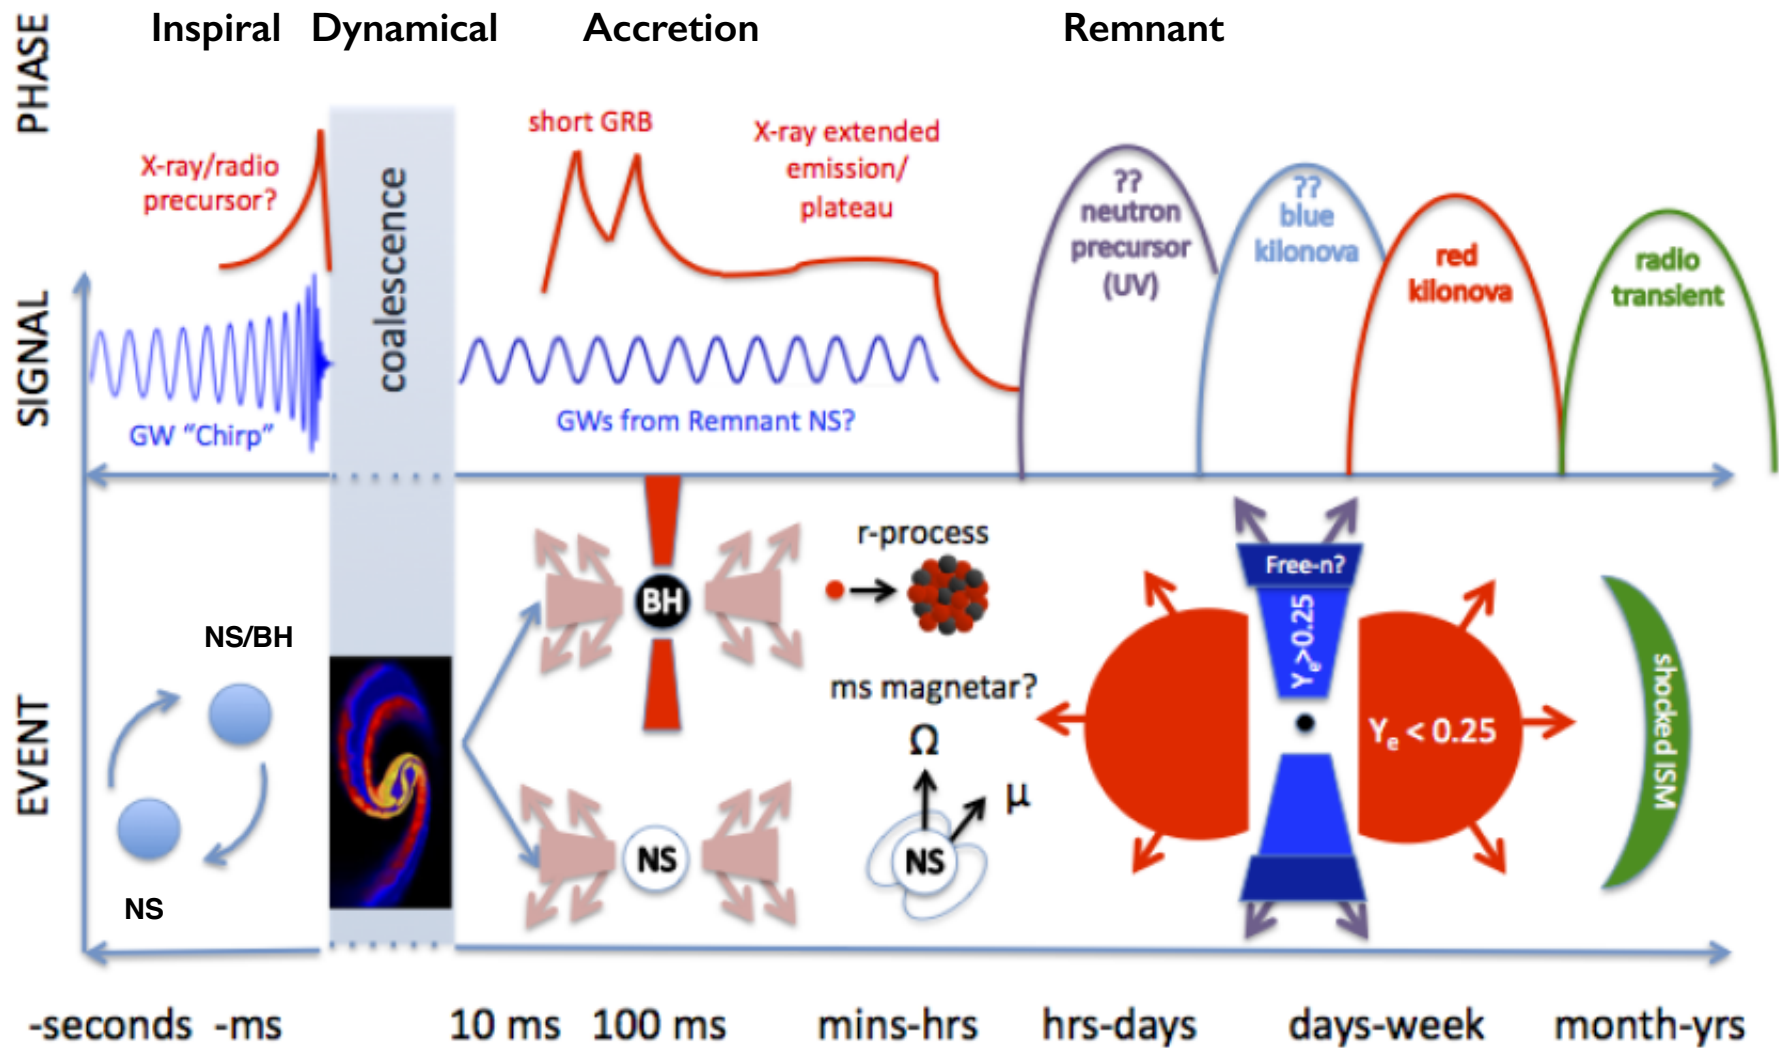 PHASE
Inspiral
Dynamical
Accretion
Remnant
SIGNAL
X-ray/radio
precursor?
GW “Chirp”
coalescence
short GRB
X-ray extended
emission/
plateau
GWs from Remnant NS?
??
neutron
precursor
(UV)
??
blue
kilonova
red
kilonova
radio
transient
EVENT
NS/BH
NS
BH
NS
r-process
ms magnetar?
Ω
μ
NS
Free-n?
Ye>0.25
Ye < 0.25
shocked ISM
-seconds
-ms
10 ms
100 ms
mins-hrs
hrs-days
days-week
month-yrs